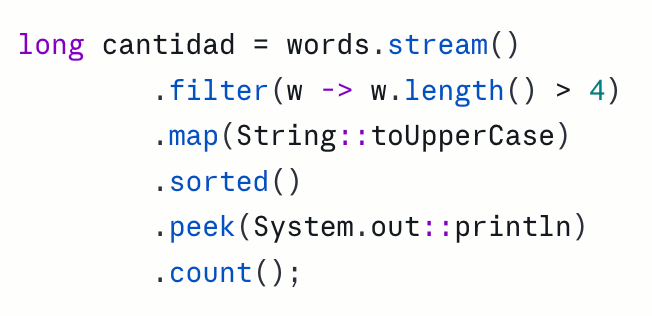 long cantidad = words.stream()
        .filter(w -> w.length() > 4)
        .map(String::toUpperCase)
        .sorted()
        .peek(System.out::println)
        .count();